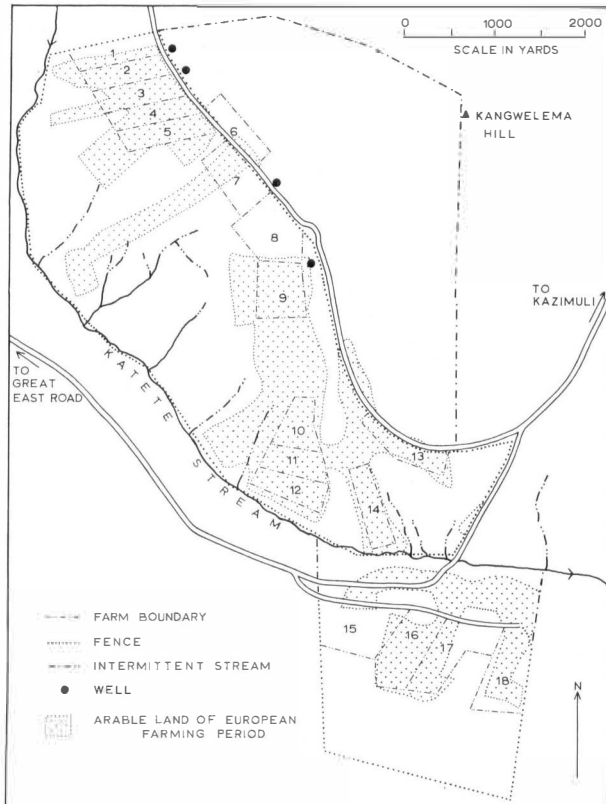 0 1000 2000
SCALE IN YARDS
KANGWELEMA
HILL
1
2
3
4
5
6
7
8
9
TO
KAZIMULI
TO
GREAT
EAST ROAD
KATETE STREAM
10
11
12
13
14
15
16
17
18
FARM BOUNDARY
FENCE
INTERMITTENT STREAM
WELL
ARABLE LAND OF EUROPEAN
FARMING PERIOD
N